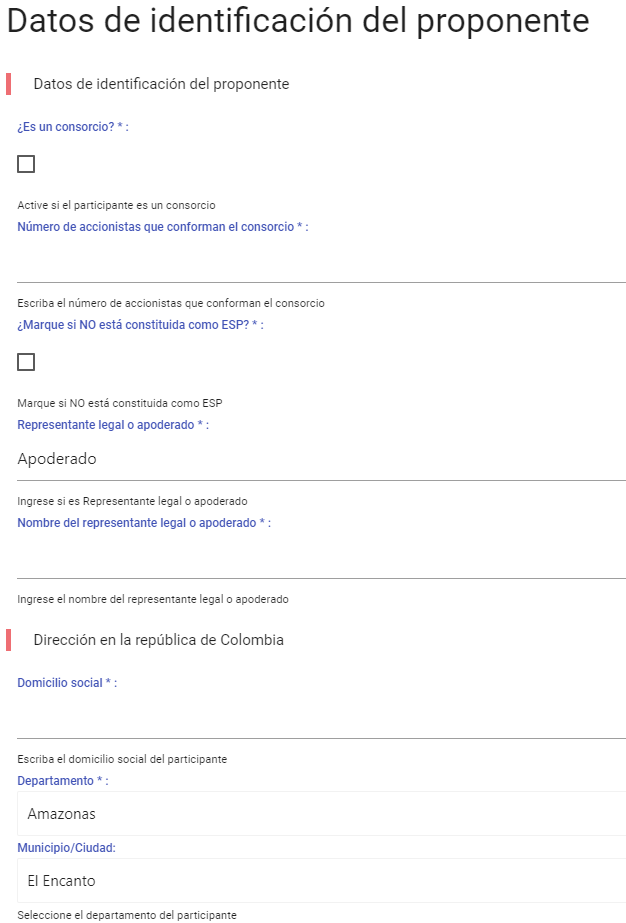 Datos de identificación del proponente
Datos de identificación del proponente
¿Es un consorcio? * :
Active si el participante es un consorcio
Número de accionistas que conforman el consorcio * :
Escriba el número de accionistas que conforman el consorcio
¿Marque si NO está constituida como ESP? * :
Marque si NO está constituida como ESP
Representante legal o apoderado * :
Apoderado
Ingrese si es Representante legal o apoderado
Nombre del representante legal o apoderado * :
Ingrese el nombre del representante legal o apoderado
Dirección en la república de Colombia
Domicilio social * :
Escriba el domicilio social del participante
Departamento * :
Amazonas
Municipio/Ciudad:
El Encanto
Seleccione el departamento del participante